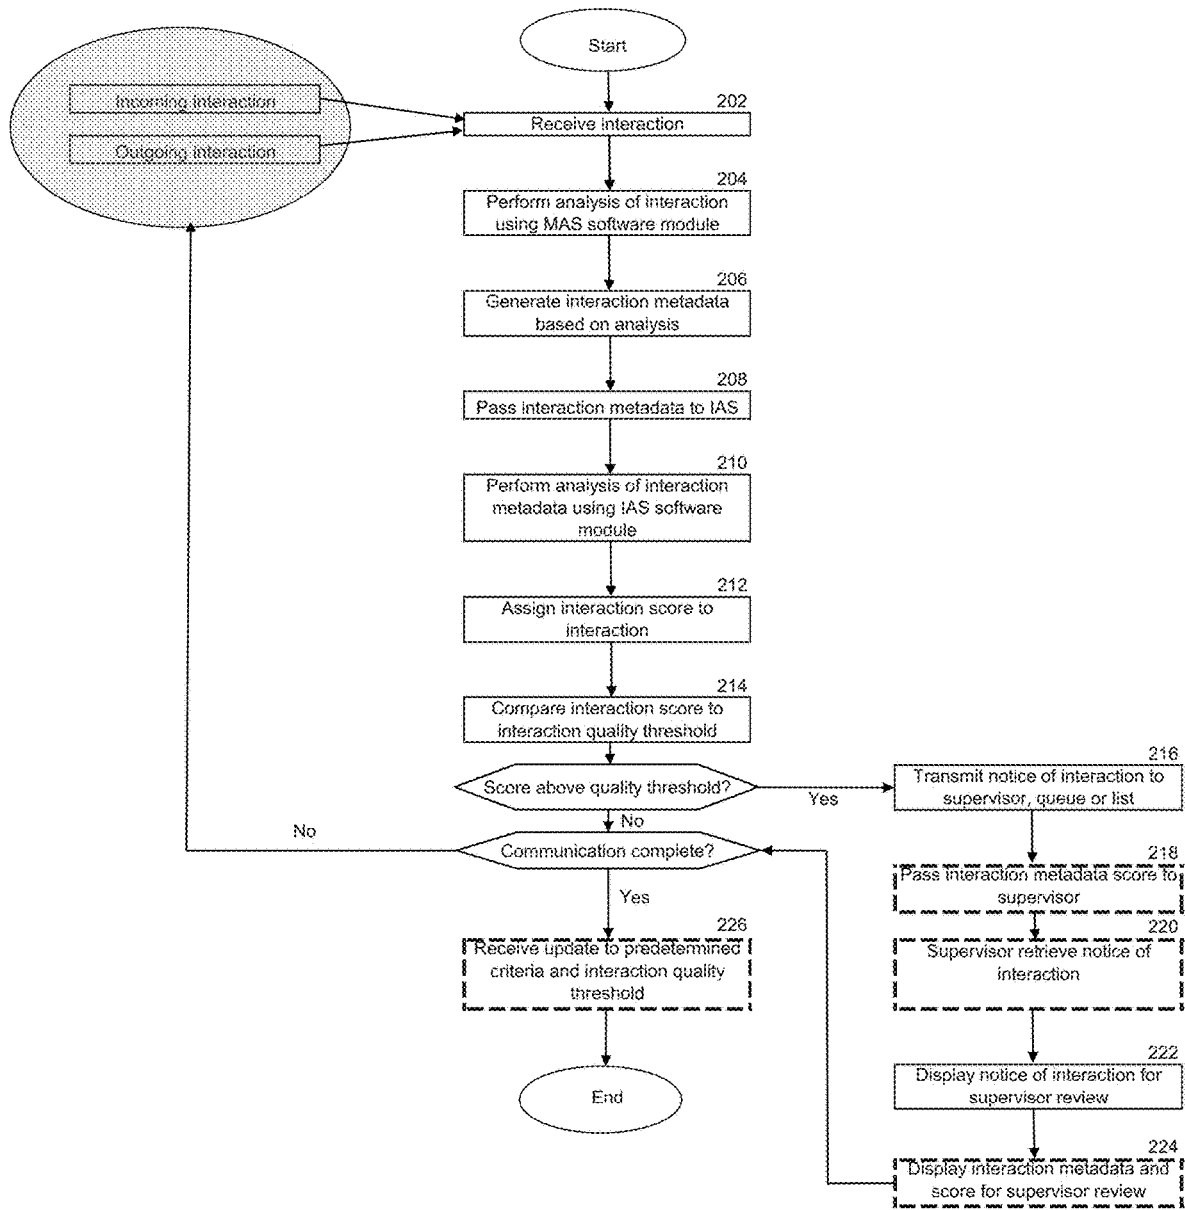 Start
Incoming interaction
Outgoing interaction
202
Receive interaction
204
Perform analysis of interaction
using MAS software module
206
Generate interaction metadata
based on analysis
208
Pass interaction metadata to IAS
210
Perform analysis of interaction
metadata using IAS software
module
212
Assign interaction score to
interaction
214
Compare interaction score to
interaction quality threshold
Score above quality threshold?
Yes
No
Communication complete?
No
Yes
216
Transmit notice of interaction to
supervisor, queue or list
218
Pass interaction metadata score to
supervisor
220
Supervisor retrieve notice of
interaction
222
Display notice of interaction for
supervisor review
224
Display interaction metadata and
score for supervisor review
226
Receive update to predetermined
criteria and interaction quality
threshold
End